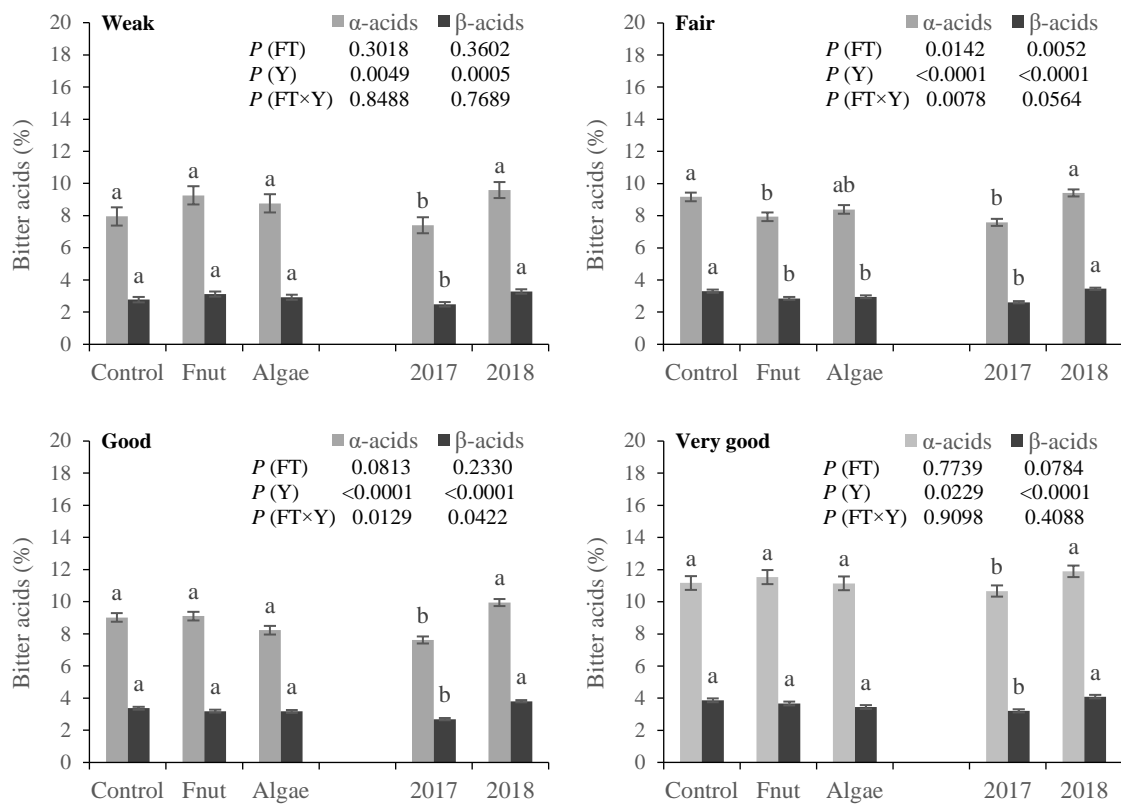 Weak
α-acids β-acids
P (FT) 0.3018 0.3602
P (Y) 0.0049 0.0005
P (FT×Y) 0.8488 0.7689
Bitter acids (%)
20
18
16
14
12
10
8
6
4
2
0
a a a b a
a a a b a
Control Fnut Algae 2017 2018
Fair
α-acids β-acids
P (FT) 0.0142 0.0052
P (Y) <0.0001 <0.0001
P (FT×Y) 0.0078 0.0564
Bitter acids (%)
20
18
16
14
12
10
8
6
4
2
0
a b ab b a
a b b b a
Control Fnut Algae 2017 2018
Good
α-acids β-acids
P (FT) 0.0813 0.2330
P (Y) <0.0001 <0.0001
P (FT×Y) 0.0129 0.0422
Bitter acids (%)
20
18
16
14
12
10
8
6
4
2
0
a a a b a
a a a b a
Control Fnut Algae 2017 2018
Very good
α-acids β-acids
P (FT) 0.7739 0.0784
P (Y) 0.0229 <0.0001
P (FT×Y) 0.9098 0.4088
Bitter acids (%)
20
18
16
14
12
10
8
6
4
2
0
a a a b a
a a a b a
Control Fnut Algae 2017 2018